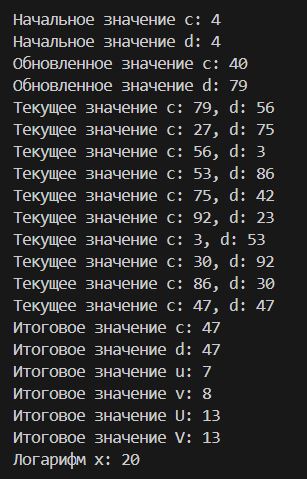 Начальное значение c: 4
Начальное значение d: 4
Обновленное значение c: 40
Обновленное значение d: 79
Текущее значение c: 79, d: 56
Текущее значение c: 27, d: 75
Текущее значение c: 56, d: 3
Текущее значение c: 53, d: 86
Текущее значение c: 75, d: 42
Текущее значение c: 92, d: 23
Текущее значение c: 3, d: 53
Текущее значение c: 30, d: 92
Текущее значение c: 86, d: 30
Текущее значение c: 47, d: 47
Итоговое значение c: 47
Итоговое значение d: 47
Итоговое значение u: 7
Итоговое значение v: 8
Итоговое значение U: 13
Итоговое значение V: 13
Логарифм x: 20